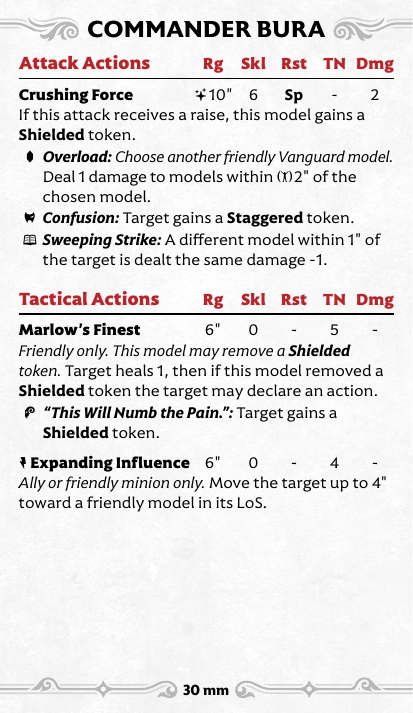 COMMANDER BURA
Attack Actions Rg Skl Rst TN Dmg
Crushing Force 10" 6 Sp - 2
If this attack receives a raise, this model gains a
Shielded token.
Overload: Choose another friendly Vanguard model.
Deal 1 damage to models within 2" of the
chosen model.
Confusion: Target gains a Staggered token.
Sweeping Strike: A different model within 1" of
the target is dealt the same damage -1.
Tactical Actions Rg Skl Rst TN Dmg
Marlow's Finest 6" 0 - 5 -
Friendly only. This model may remove a Shielded
token. Target heals 1, then if this model removed a
Shielded token the target may declare an action.
"This Will Numb the Pain.": Target gains a
Shielded token.
Expanding Influence 6" 0 - 4 -
Ally or friendly minion only. Move the target up to 4"
toward a friendly model in its LoS.
30 mm